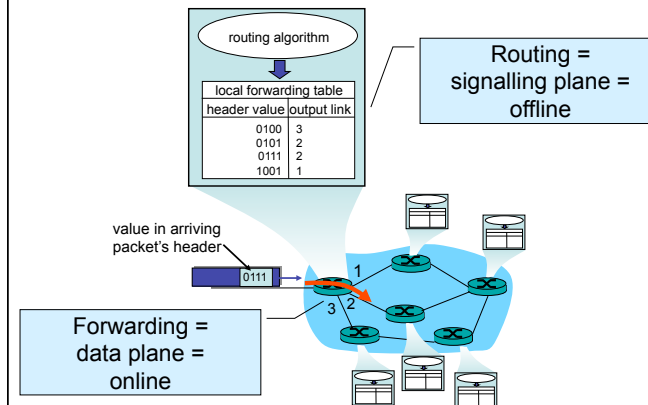 routing algorithm
local forwarding table
header value output link
0100 3
0101 2
0111 2
1001 1
Routing =
signalling plane =
offline
value in arriving
packet's header
0111
1
2
3
Forwarding =
data plane =
online